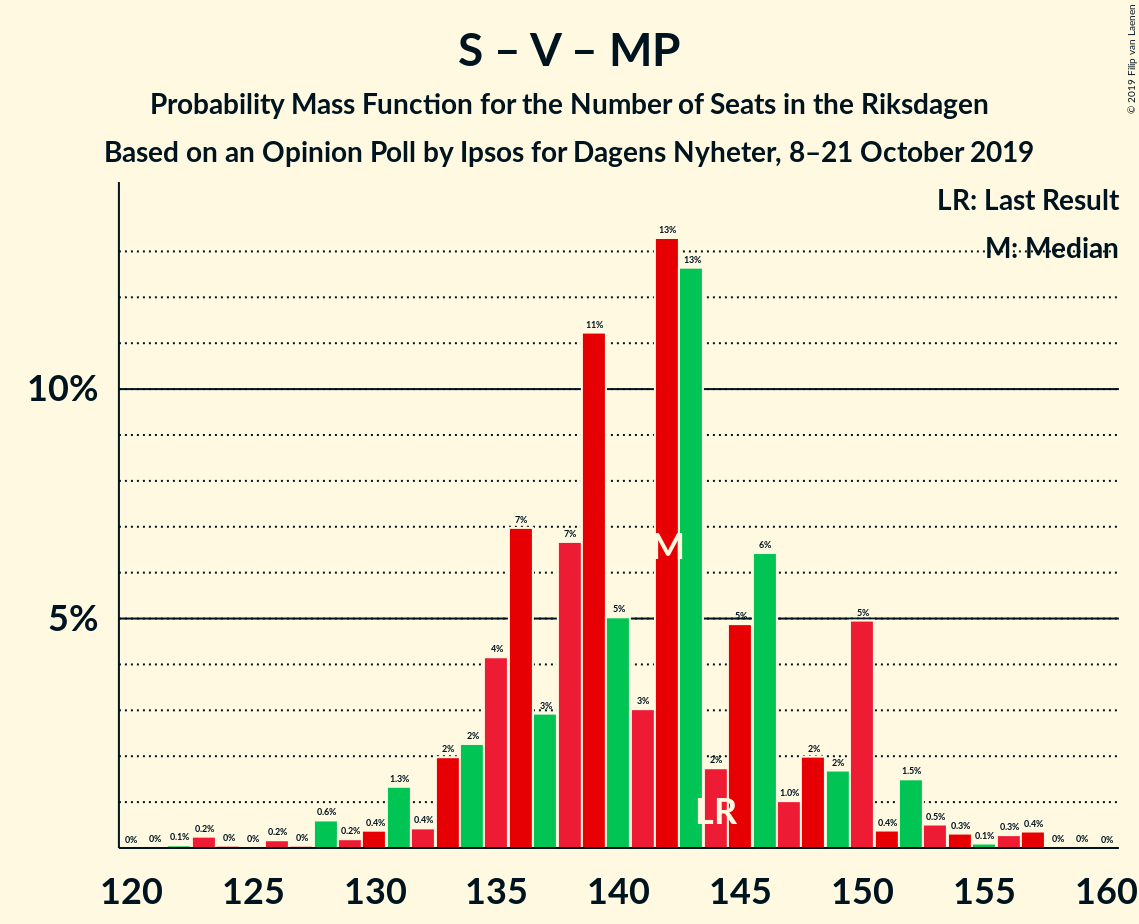 S – V – MP
Probability Mass Function for the Number of Seats in the Riksdagen
Based on an Opinion Poll by Ipsos for Dagens Nyheter, 8–21 October 2019
© 2019 Filip van Laenen
LR: Last Result
M: Median
10%
5%
0% 0% 0.1% 0.2% 0% 0% 0.2% 0% 0.6% 0.2% 0.4% 1.3% 0.4% 2% 2% 4% 7% 3% 7% 11% 5% 3% 13% 13% 2% 5% 6% 1.0% 2% 2% 5% 0.4% 1.5% 0.5% 0.3% 0.1% 0.3% 0.4% 0% 0% 0%
M
LR
120 125 130 135 140 145 150 155 160